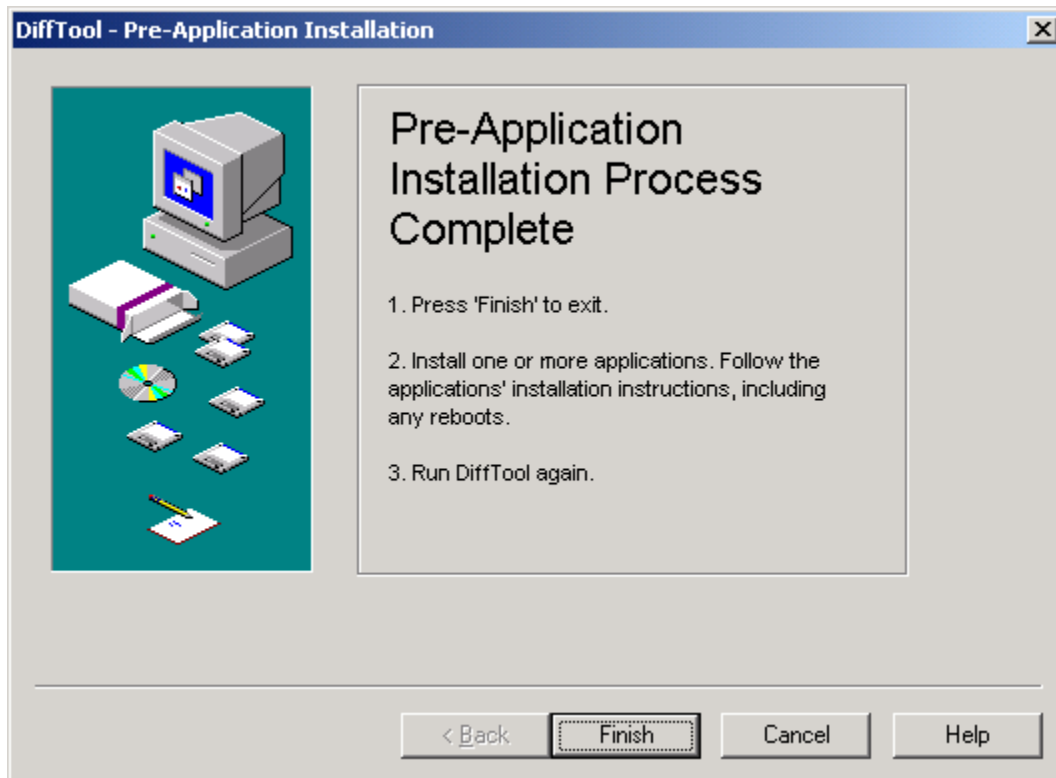 DiffTool - Pre-Application Installation
Pre-Application
Installation Process
Complete
1. Press 'Finish' to exit.
2. Install one or more applications. Follow the
applications' installation instructions, including
any reboots.
3. Run DiffTool again.
< Back
Finish
Cancel
Help